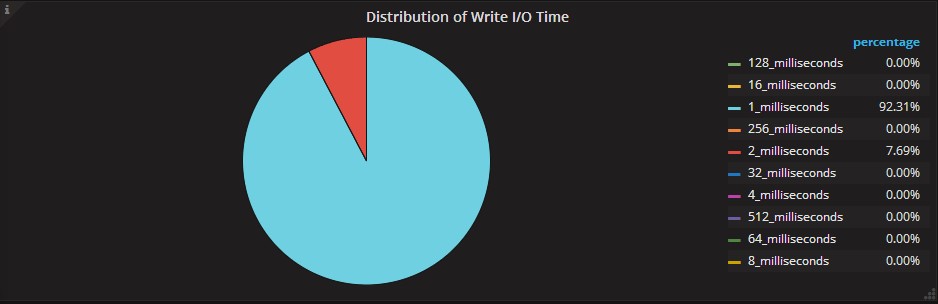 i
Distribution of Write I/O Time
percentage
128_milliseconds 0.00%
16_milliseconds 0.00%
1_milliseconds 92.31%
256_milliseconds 0.00%
2_milliseconds 7.69%
32_milliseconds 0.00%
4_milliseconds 0.00%
512_milliseconds 0.00%
64_milliseconds 0.00%
8_milliseconds 0.00%